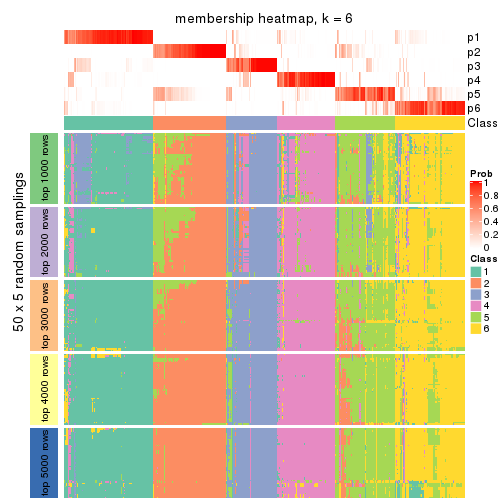 membership heatmap, k = 6
p1
p2
p3
p4
p5
p6
Class
50 x 5 random samplings
top 1000 rows
top 2000 rows
top 3000 rows
top 4000 rows
top 5000 rows
Prob
1
0.8
0.6
0.4
0.2
0
Class
1
2
3
4
5
6